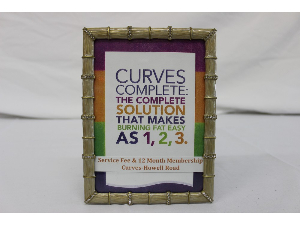 CURVES
COMPLETE:
THE COMPLETE
SOLUTION
THAT MAKES
BURNING FAT EASY
AS 1, 2, 3.
Service Fee & 12 Month Membership
Curves Howell Road